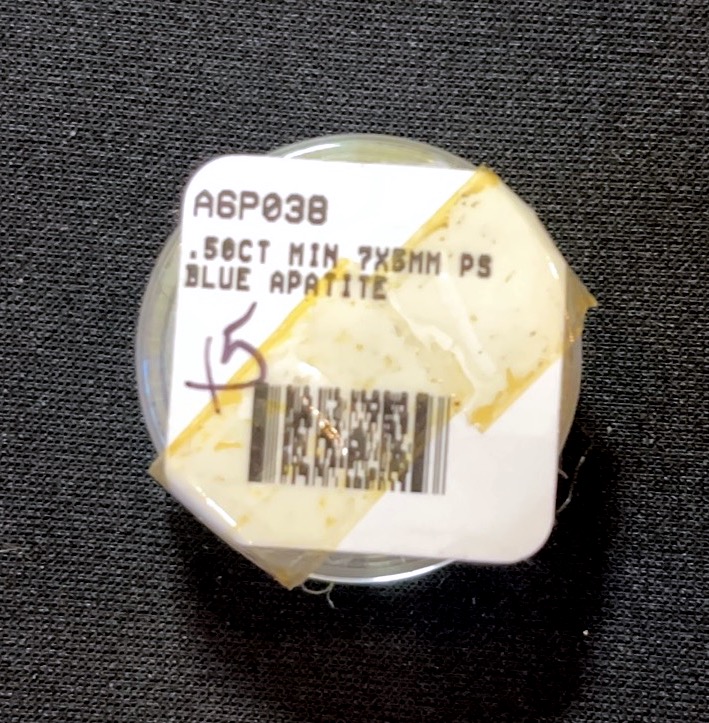 A6P038
.50CT MIN 7X5MM PS
BLUE APATITE
x5